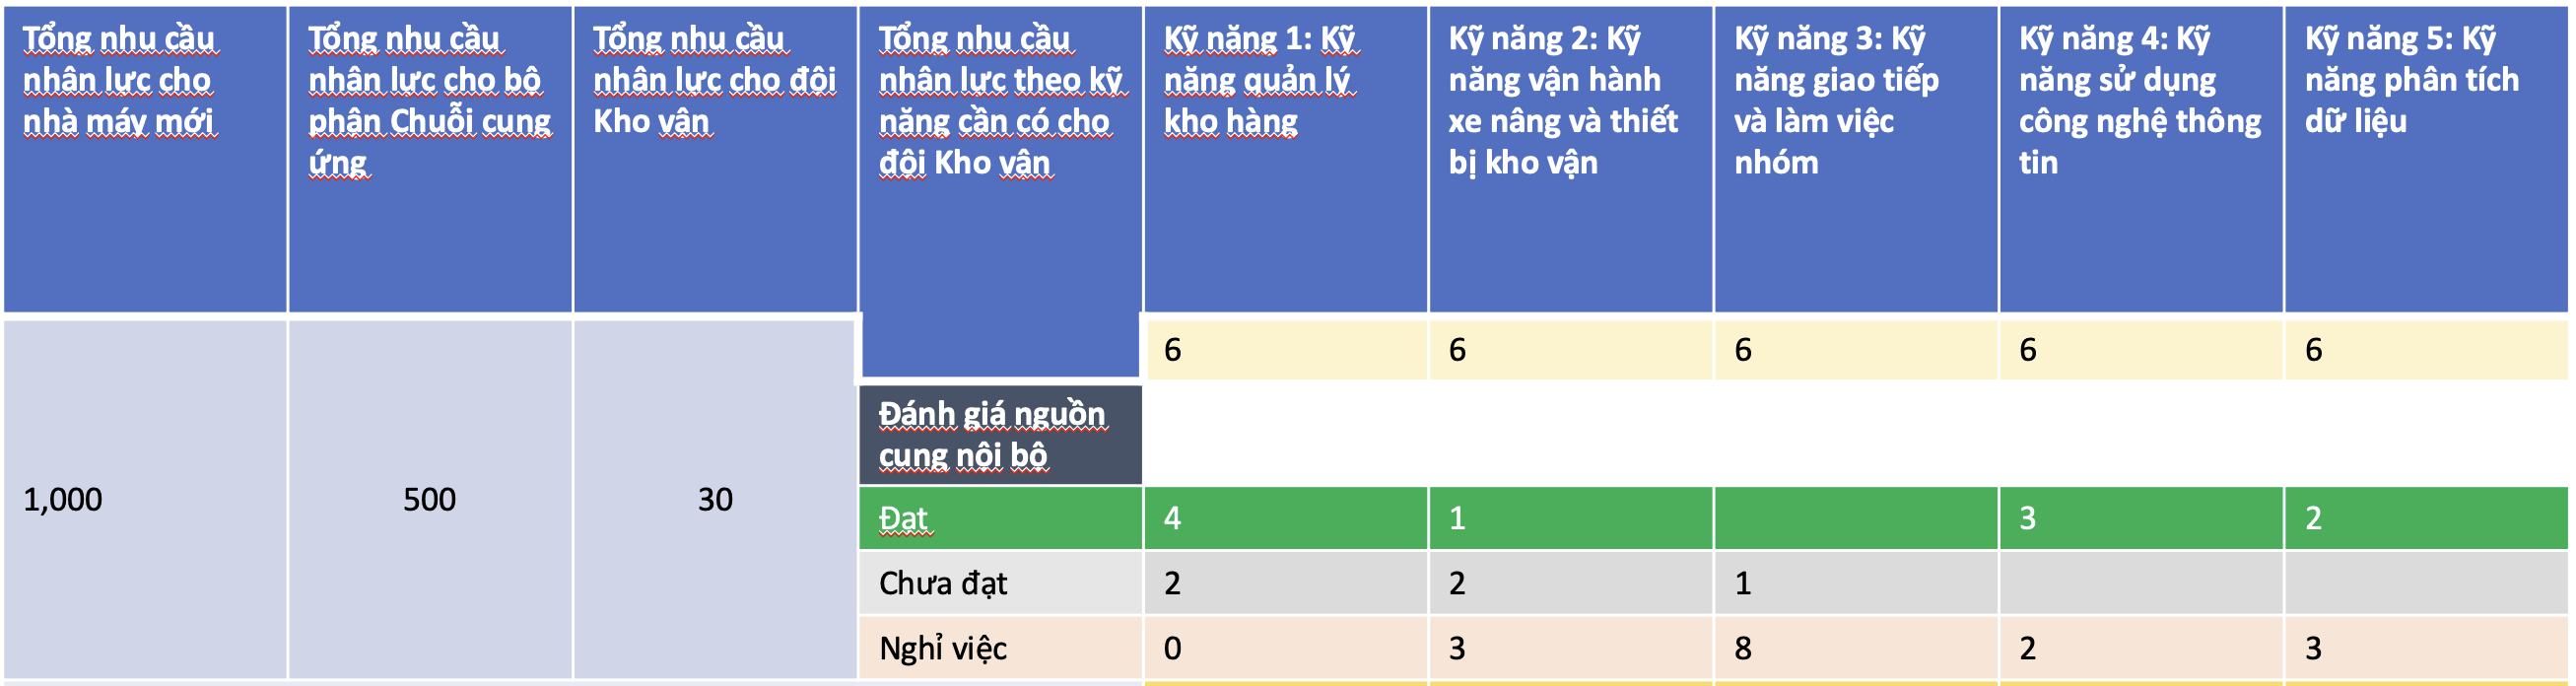 Tổng nhu cầu
nhân lực cho
nhà máy mới
Tổng nhu cầu
nhân lực cho bộ
phận Chuỗi cung
ứng
Tổng nhu cầu
nhân lực cho đội
Kho vận
Tổng nhu cầu
nhân lực theo kỹ
năng cần có cho
đội Kho vận
Kỹ năng 1: Kỹ
năng quản lý
kho hàng
Kỹ năng 2: Kỹ
năng vận hành
xe nâng và thiết
bị kho vận
Kỹ năng 3: Kỹ
năng giao tiếp
và làm việc
nhóm
Kỹ năng 4: Kỹ
năng sử dụng
công nghệ thông
tin
Kỹ năng 5: Kỹ
năng phân tích
dữ liệu
1,000
500
30
6
6
6
6
6
Đánh giá nguồn
cung nội bộ
Đạt
4
1
3
2
Chưa đạt
2
2
1
Nghỉ việc
0
3
8
2
3